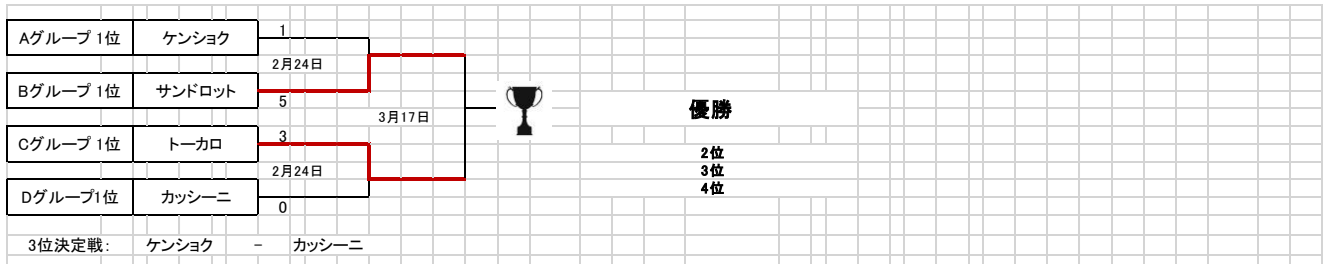 Aグループ 1位 ケンショク 1
2月24日
Bグループ 1位 サンドロット 5
3月17日
優勝
Cグループ 1位 トーカロ 3
2位
2月24日 3位
4位
Dグループ1位 カッシーニ 0
3位決定戦: ケンショク － カッシーニ